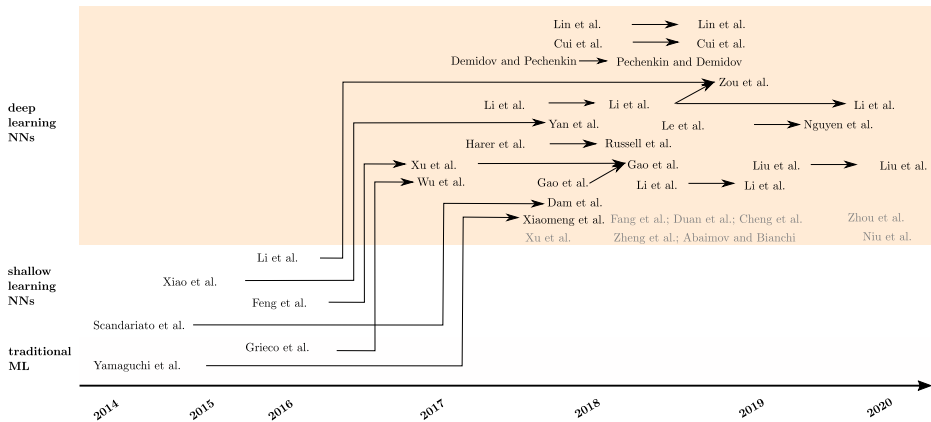 Lin et al. Lin et al.
Cui et al. Cui et al.
Demidov and Pechenkin Pechenkin and Demidov
Zou et al.
deep
learning
NNs
Li et al. Li et al. Li et al.
Yan et al. Le et al. Nguyen et al.
Harer et al. Russell et al.
Xu et al. Gao et al. Liu et al. Liu et al.
Wu et al. Gao et al. Li et al. Li et al.
Dam et al.
Xiaomeng et al. Fang et al.; Duan et al.; Cheng et al. Zhou et al.
Xu et al. Zheng et al.; Abaimov and Bianchi Niu et al.
shallow
learning
NNs
Li et al.
Xiao et al.
Feng et al.
Scandariato et al.
traditional
ML
Grieco et al.
Yamaguchi et al.
2014 2015 2016 2017 2018 2019 2020